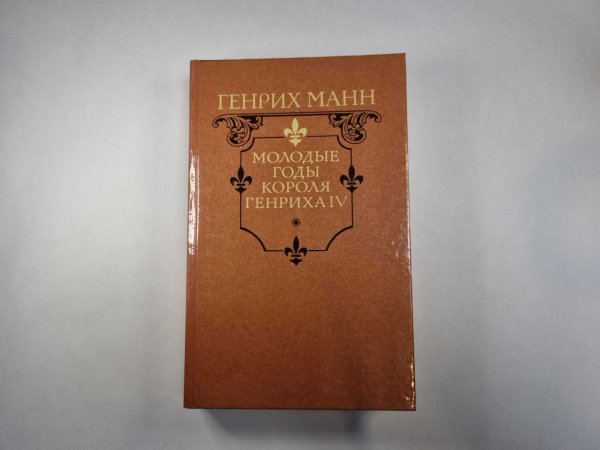 ГЕНРИХ МАНН
МОЛОДЫЕ
ГОДЫ
КОРОЛЯ
ГЕНРИХА IV